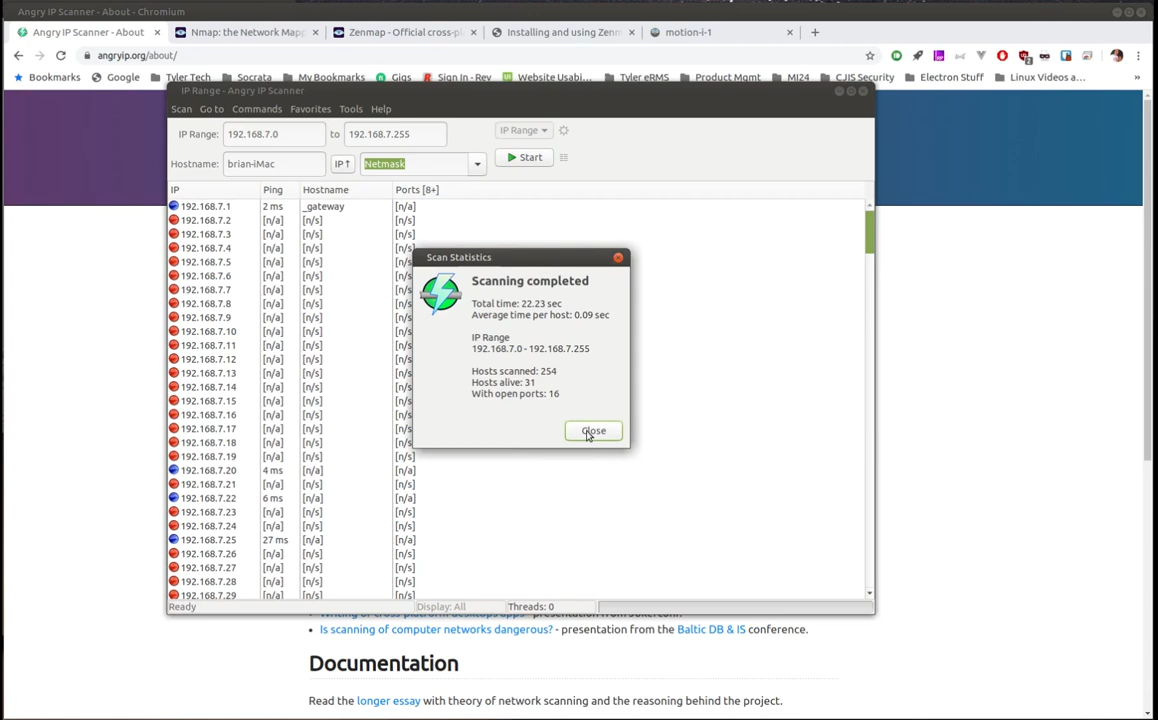 Angry IP Scanner - About - Chromium
Angry IP Scanner - About
Nmap: the Network Mapp
Zenmap - Official cross-pl
Installing and using Zenm
motion-i-1
angryip.org/about/
Bookmarks Google Tyler Tech Socrata My Bookmarks Gigs Sign In - Rev Website Usabi... Tyler eRMS Product Mgmt MI24 CJIS Security Electron Stuff Linux Videos a...
IP Range - Angry IP Scanner
Scan Go to Commands Favorites Tools Help
IP Range: 192.168.7.0 to 192.168.7.255 IP Range
Hostname: brian-iMac IP↑ Netmask Start
IP Ping Hostname Ports [8+]
192.168.7.1 2 ms _gateway [n/a]
192.168.7.2 [n/a] [n/s] [n/s]
192.168.7.3 [n/a] [n/s] [n/s]
192.168.7.4 [n/a] [n/s] [n/s]
192.168.7.5 [n/a] [n/s] [n/s]
192.168.7.6 [n/a] [n/s] [n/s]
192.168.7.7 [n/a] [n/s] [n/s]
192.168.7.8 [n/a] [n/s] [n/s]
192.168.7.9 [n/a] [n/s] [n/s]
192.168.7.10 [n/a] [n/s] [n/s]
192.168.7.11 [n/a] [n/s] [n/s]
192.168.7.12 [n/a] [n/s] [n/s]
192.168.7.13 [n/a] [n/s] [n/s]
192.168.7.14 [n/a] [n/s] [n/s]
192.168.7.15 [n/a] [n/s] [n/s]
192.168.7.16 [n/a] [n/s] [n/s]
192.168.7.17 [n/a] [n/s] [n/s]
192.168.7.18 [n/a] [n/s] [n/s]
192.168.7.19 [n/a] [n/s] [n/s]
192.168.7.20 4 ms [n/a] [n/a]
192.168.7.21 [n/a] [n/s] [n/s]
192.168.7.22 6 ms [n/a] [n/a]
192.168.7.23 [n/a] [n/s] [n/s]
192.168.7.24 [n/a] [n/s] [n/s]
192.168.7.25 27 ms [n/a] [n/a]
192.168.7.26 [n/a] [n/s] [n/s]
192.168.7.27 [n/a] [n/s] [n/s]
192.168.7.28 [n/a] [n/s] [n/s]
192.168.7.29 [n/a] [n/s] [n/s]
Ready Display: All Threads: 0
Scan Statistics
Scanning completed
Total time: 22.23 sec
Average time per host: 0.09 sec
IP Range
192.168.7.0 - 192.168.7.255
Hosts scanned: 254
Hosts alive: 31
With open ports: 16
Close
Is scanning of computer networks dangerous? - presentation from the Baltic DB & IS conference.
Documentation
Read the longer essay with theory of network scanning and the reasoning behind the project.